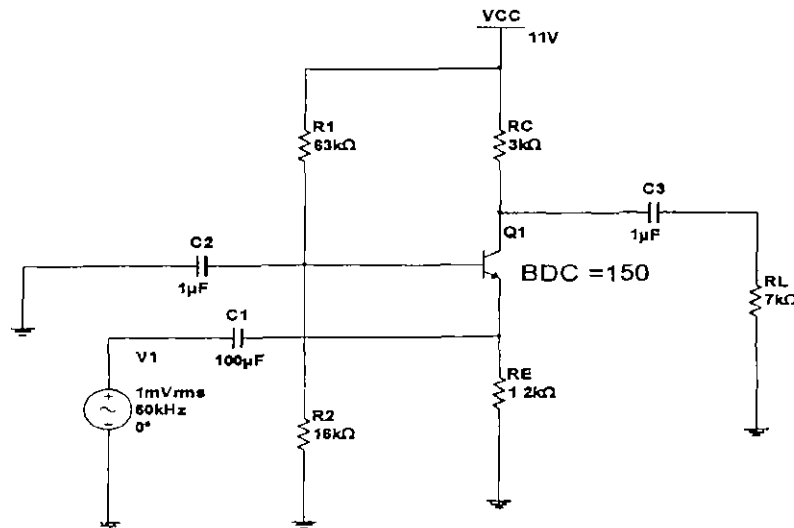 VCC
11V
R1
63kΩ
RC
3kΩ
C3
1µF
Q1
C2
1µF
BDC =150
RL
7kΩ
C1
100µF
V1
1mVrms
60kHz
0°
RE
1 2kΩ
R2
16kΩ